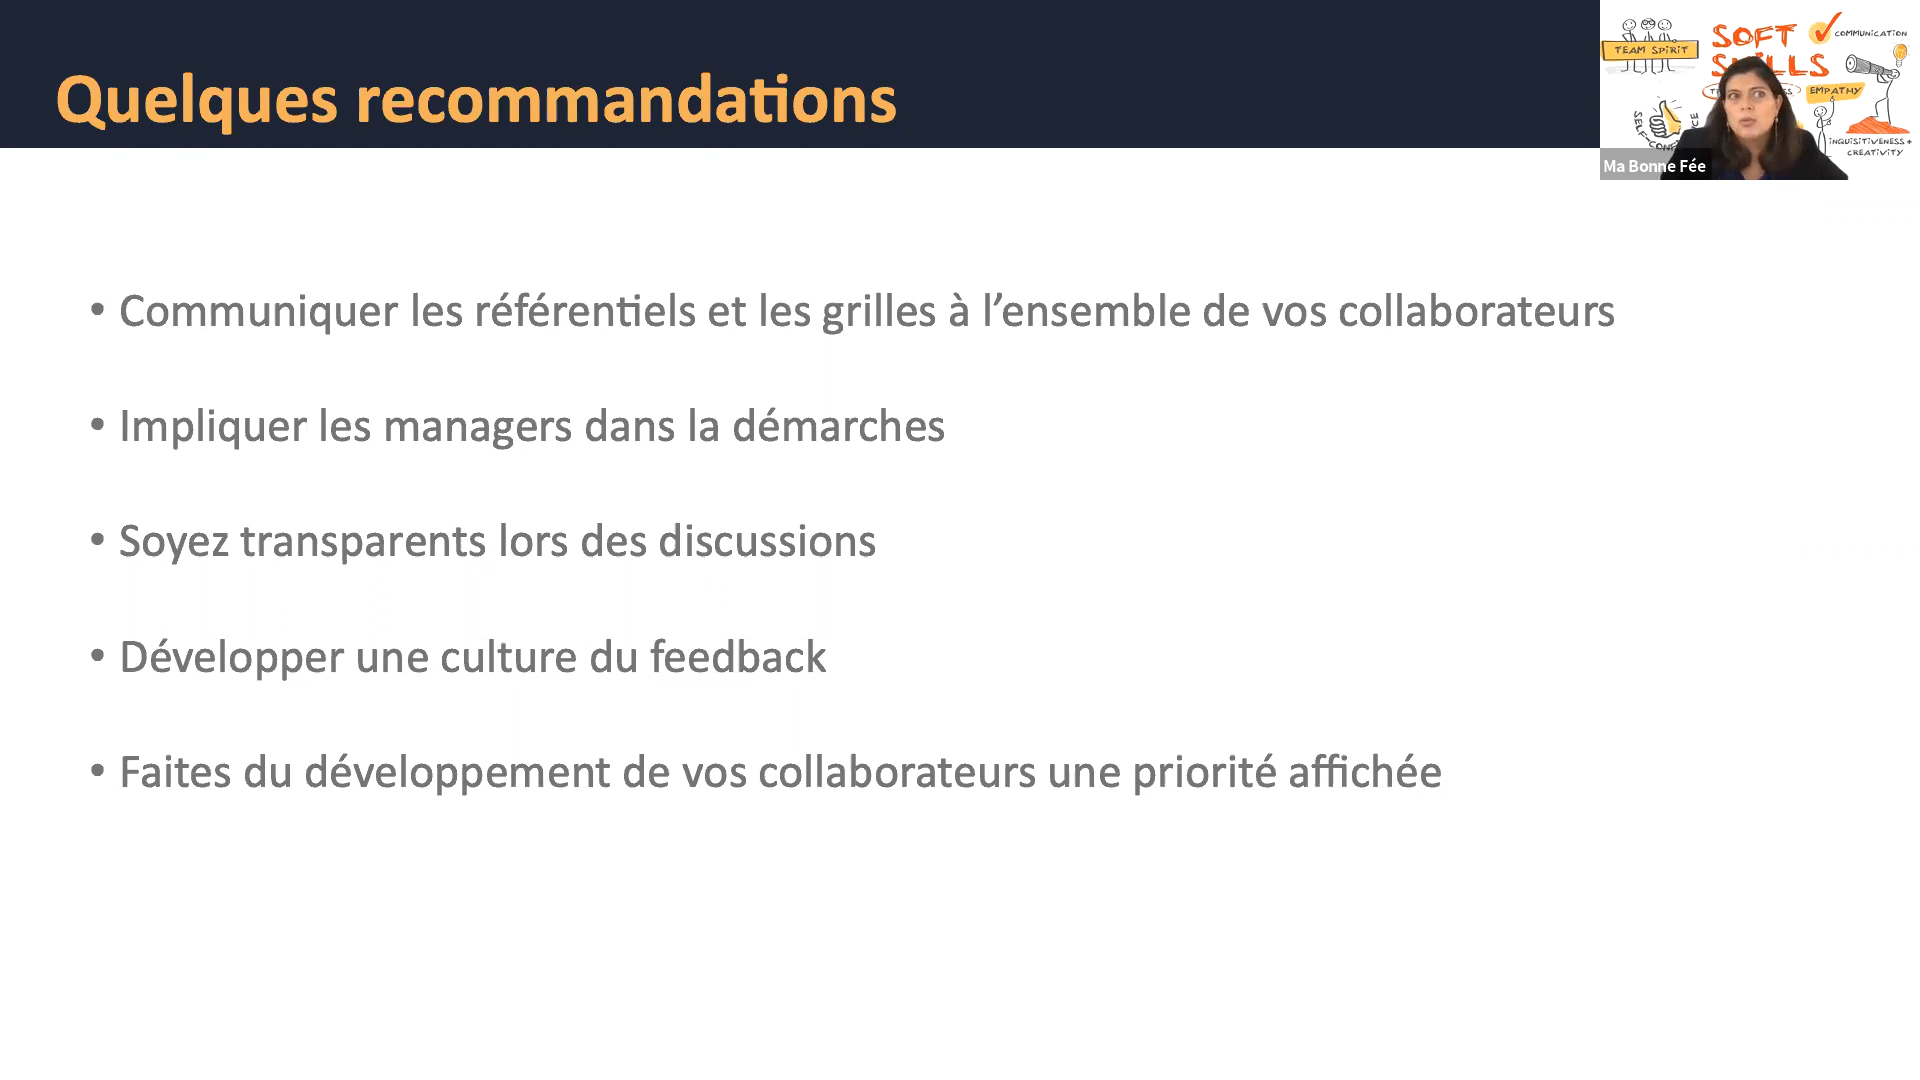 Quelques recommandations
TEAM SPIRIT
SOFT
SKILLS
COMMUNICATION
EMPATHY
INQUISITIVENESS +
CREATIVITY
Ma Bonne Fée
• Communiquer les référentiels et les grilles à l’ensemble de vos collaborateurs
• Impliquer les managers dans la démarches
• Soyez transparents lors des discussions
• Développer une culture du feedback
• Faites du développement de vos collaborateurs une priorité affichée